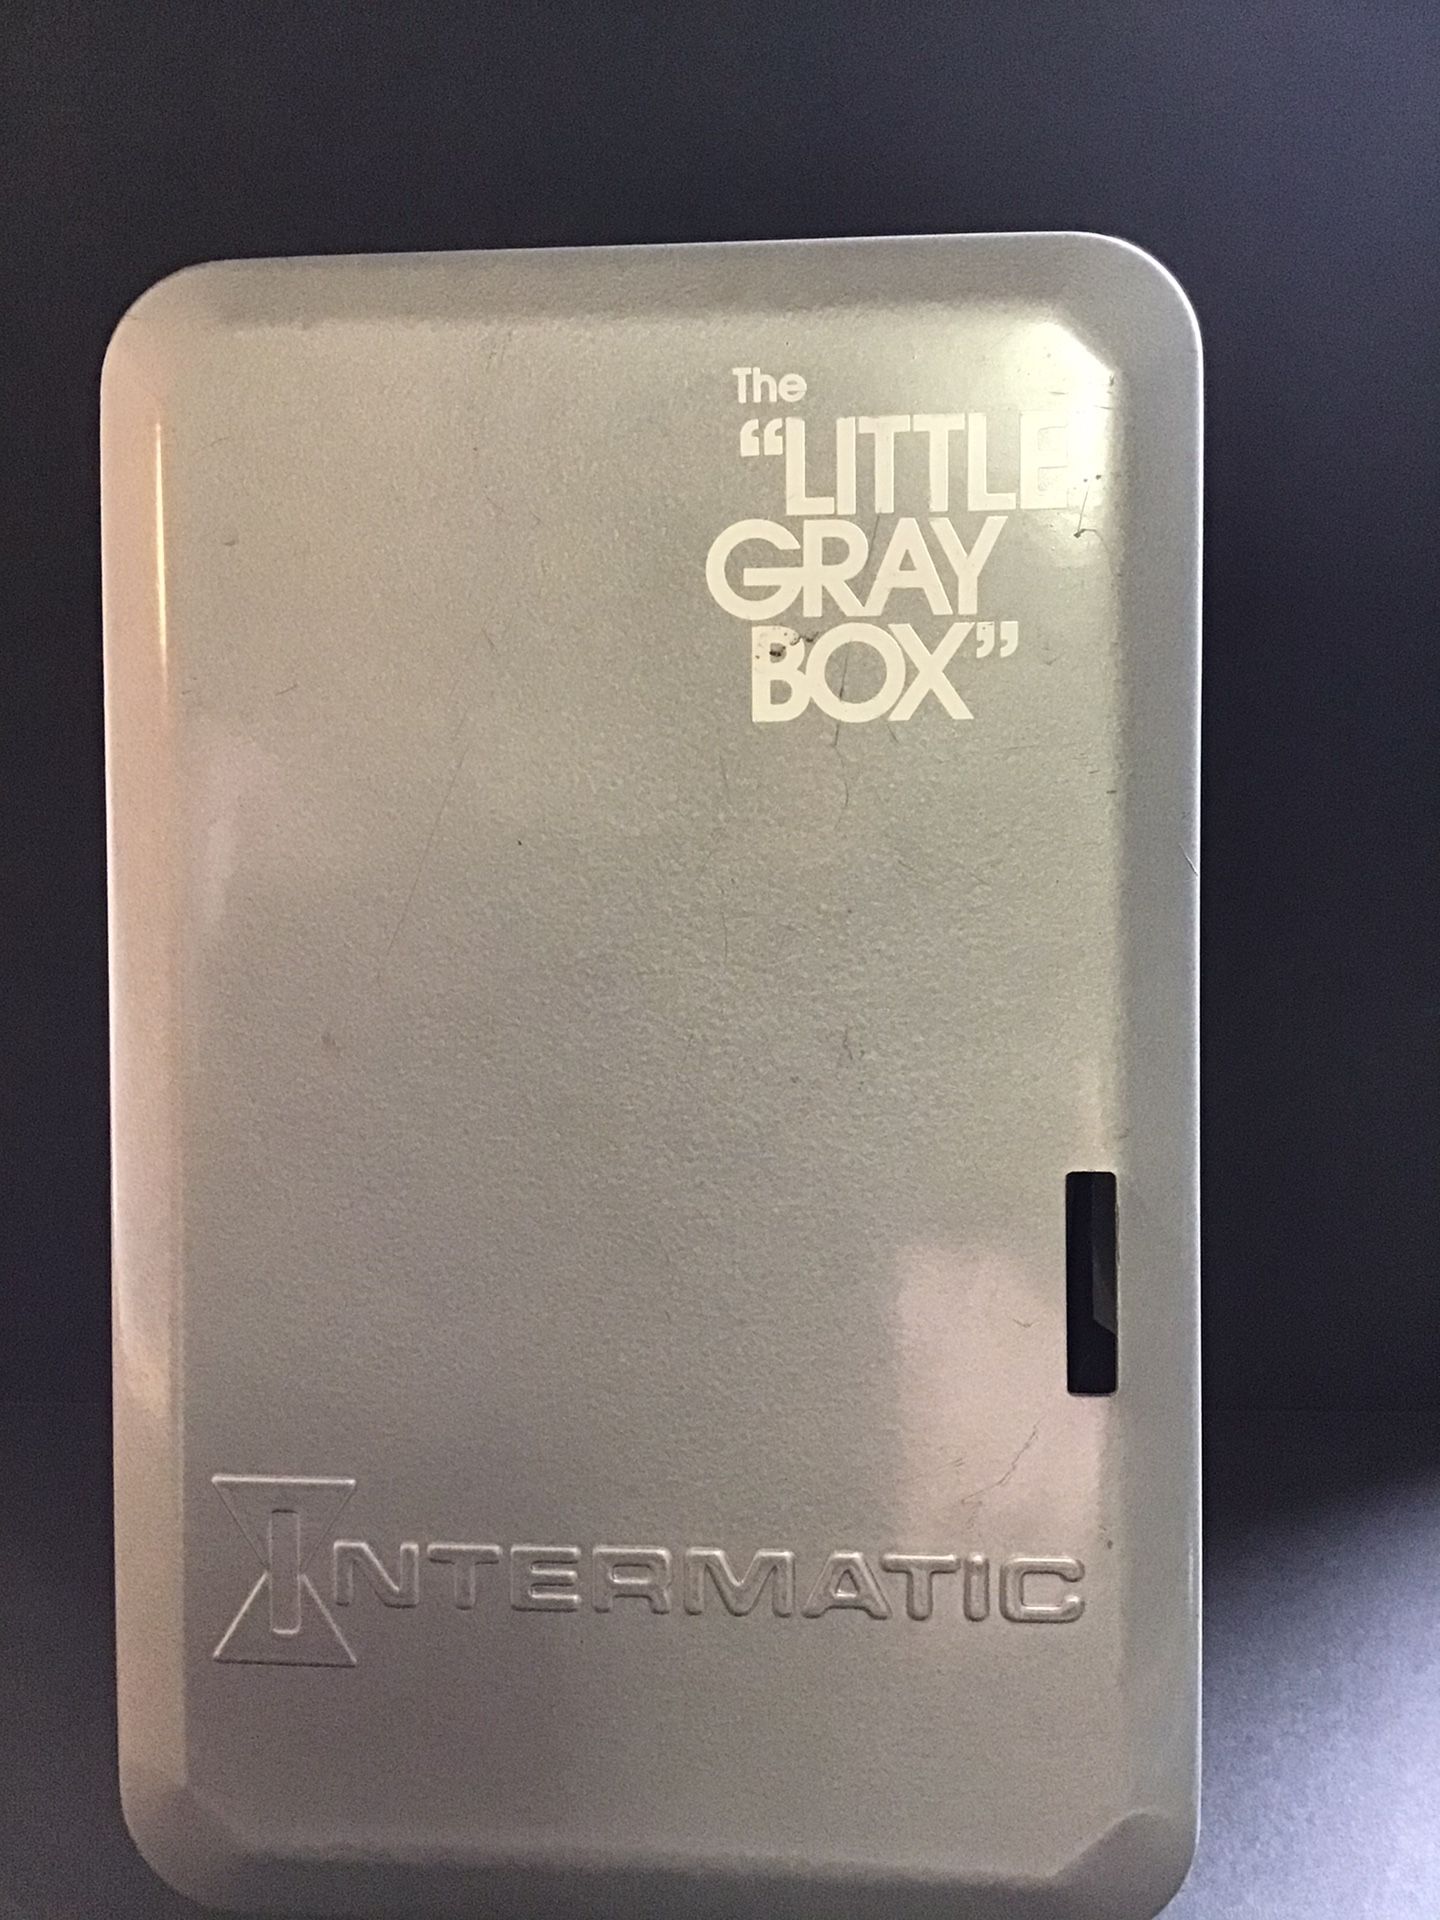 The
“LITTLE
GRAY
BOX”
INTERMATIC